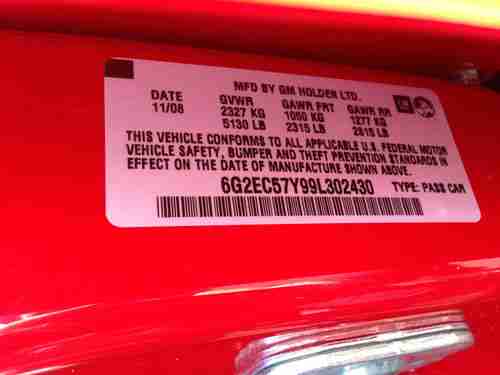 MFD BY GM HOLDEN LTD.
DATE GVWR GAWR FRT GAWR RR
11/08 2327 KG 1050 KG 1277 KG
5130 LB 2315 LB 2815 LB
THIS VEHICLE CONFORMS TO ALL APPLICABLE U.S. FEDERAL MOTOR
VEHICLE SAFETY, BUMPER AND THEFT PREVENTION STANDARDS IN
EFFECT ON THE DATE OF MANUFACTURE SHOWN ABOVE.
6G2EC57Y99L302430 TYPE: PASS CAR